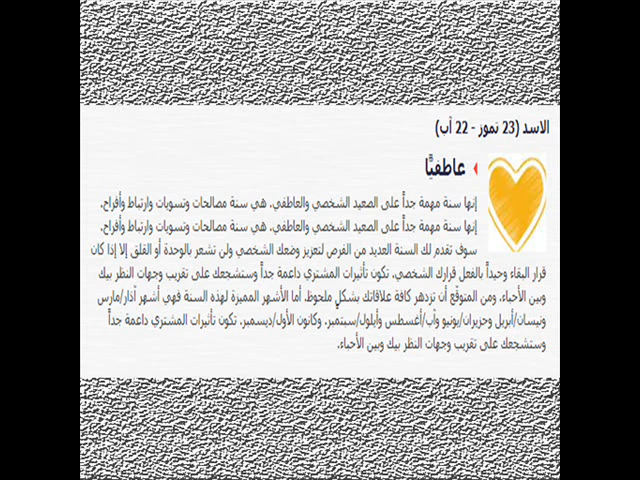 الاسد (23 تموز - 22 آب)
عاطفيًّا
إنها سنة مهمة جداً على الصعيد الشخصي والعاطفي. هي سنة مصالحات وتسويات وارتباط وأفراح.
إنها سنة مهمة جداً على الصعيد الشخصي والعاطفي. هي سنة مصالحات وتسويات وارتباط وأفراح.
سوف تقدم لك السنة العديد من الفرص لتعزيز وضعك الشخصي ولن تشعر بالوحدة أو القلق إلا إذا كان
قرار البقاء وحيداً بالفعل قرارك الشخصي. تكون تأثيرات المشتري داعمة جداً وستشجعك على تقريب وجهات النظر بيك
وبين الأحباء. ومن المتوقّع أن تزدهر كافة علاقاتك بشكلٍ ملحوظ. أما الأشهر المميزة لهذه السنة فهي أشهر آذار/مارس
ونيسان/أبريل وحزيران/يونيو وآب/أغسطس وأيلول/سبتمبر. وكانون الأول/ديسمبر. تكون تأثيرات المشتري داعمة جداً
وستشجعك على تقريب وجهات النظر بيك وبين الأحباء.